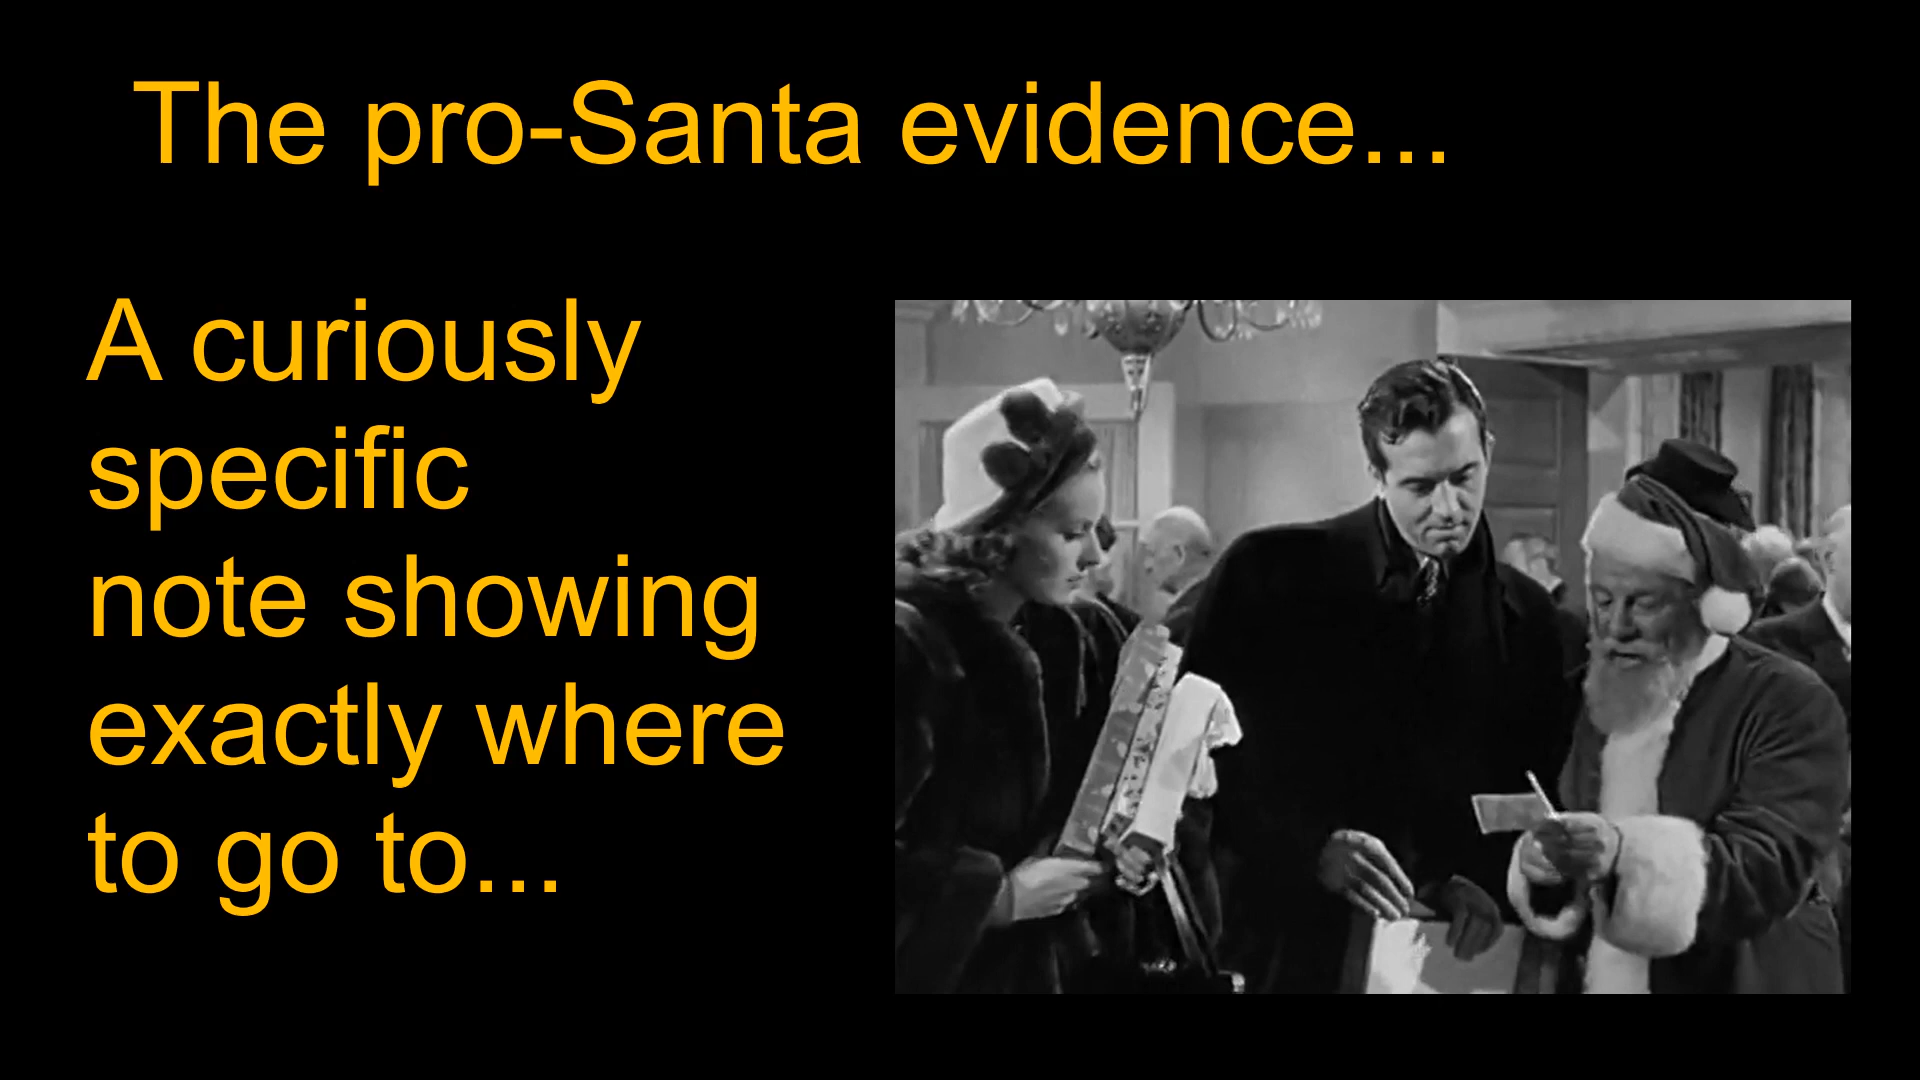 The pro-Santa evidence...
A curiously
specific
note showing
exactly where
to go to...